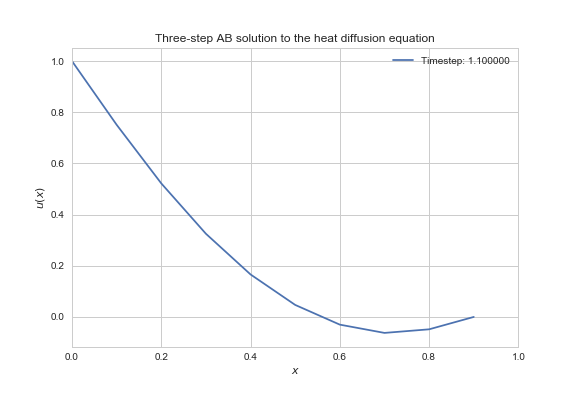 Three-step AB solution to the heat diffusion equation
Timestep: 1.100000
1.0
0.8
0.6
0.4
0.2
0.0
u(x)
0.0 0.2 0.4 0.6 0.8 1.0
x